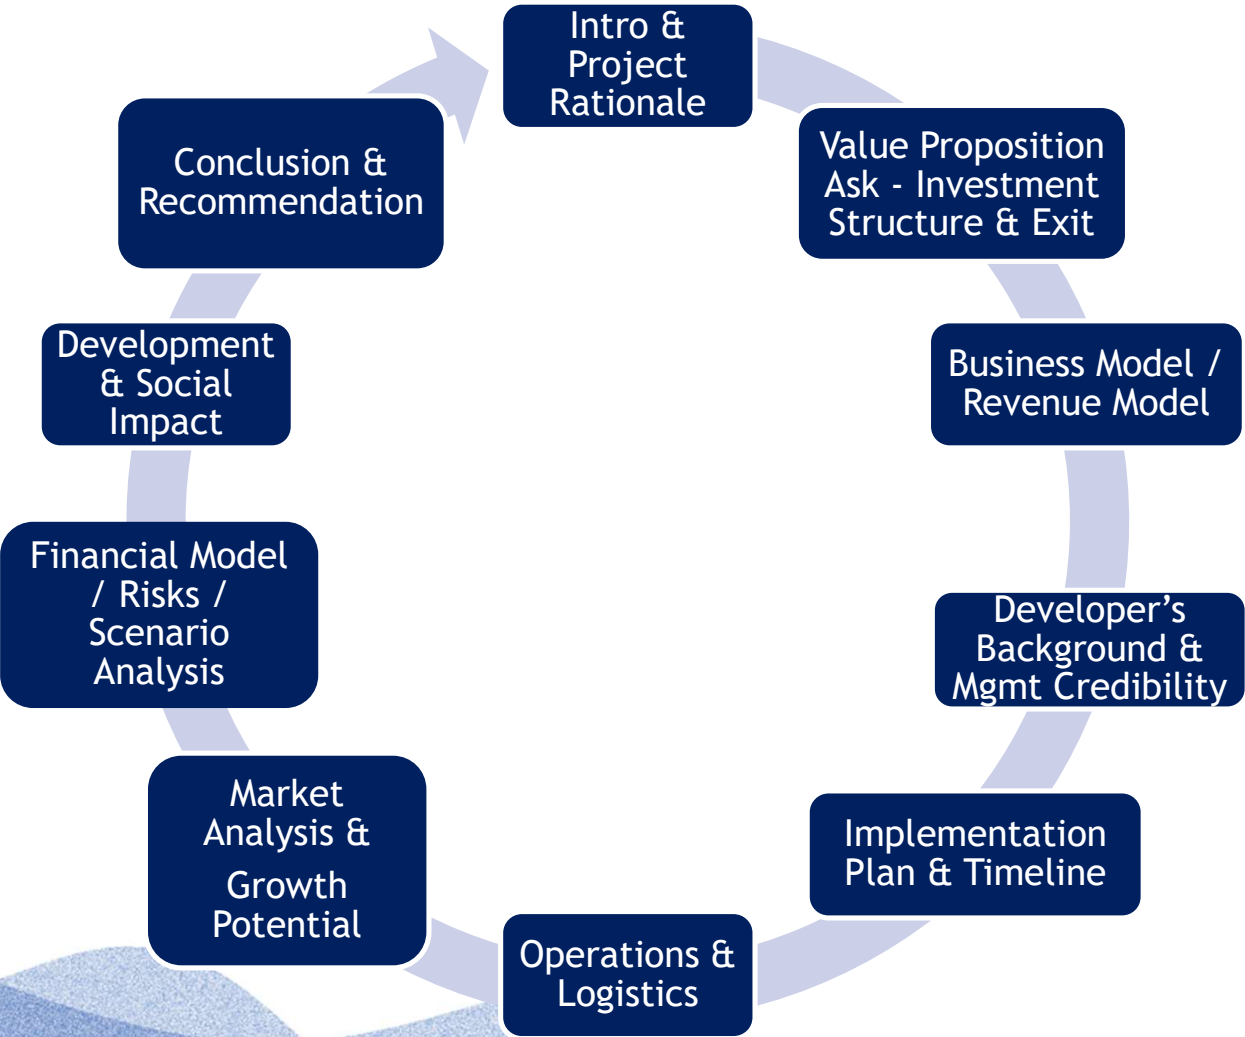 Intro &
Project
Rationale
Value Proposition
Ask - Investment
Structure & Exit
Business Model /
Revenue Model
Developer’s
Background &
Mgmt Credibility
Implementation
Plan & Timeline
Operations &
Logistics
Market
Analysis &
Growth
Potential
Financial Model
/ Risks /
Scenario
Analysis
Development
& Social
Impact
Conclusion &
Recommendation